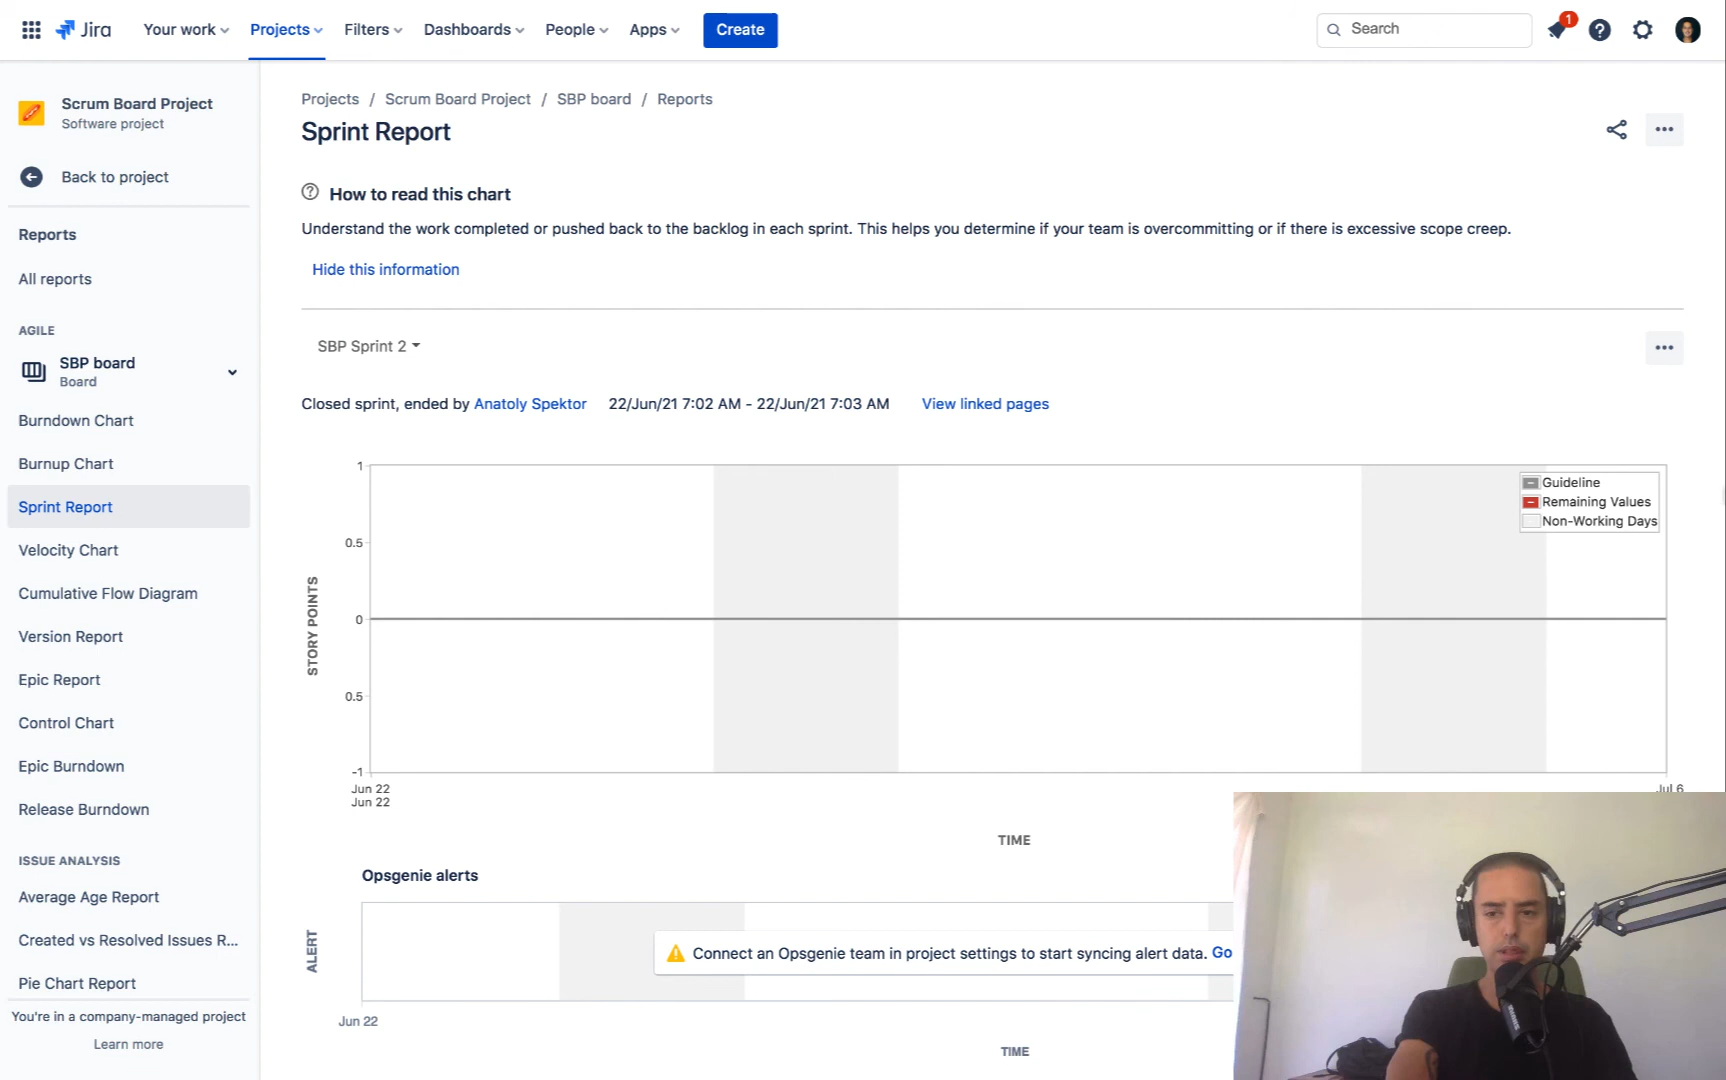 Jira
Your work
Projects
Filters
Dashboards
People
Apps
Create
Search
1
Scrum Board Project
Software project
Back to project
Reports
All reports
AGILE
SBP board
Board
Burndown Chart
Burnup Chart
Sprint Report
Velocity Chart
Cumulative Flow Diagram
Version Report
Epic Report
Control Chart
Epic Burndown
Release Burndown
ISSUE ANALYSIS
Average Age Report
Created vs Resolved Issues R...
Pie Chart Report
You're in a company-managed project
Learn more
Projects / Scrum Board Project / SBP board / Reports
Sprint Report
How to read this chart
Understand the work completed or pushed back to the backlog in each sprint. This helps you determine if your team is overcommitting or if there is excessive scope creep.
Hide this information
SBP Sprint 2
Closed sprint, ended by Anatoly Spektor 22/Jun/21 7:02 AM - 22/Jun/21 7:03 AM View linked pages
1
0.5
0
0.5
-1
STORY POINTS
Guideline
Remaining Values
Non-Working Days
Jun 22
Jun 22
Jul 6
TIME
Opsgenie alerts
ALERT
Connect an Opsgenie team in project settings to start syncing alert data. Go
Jun 22
TIME